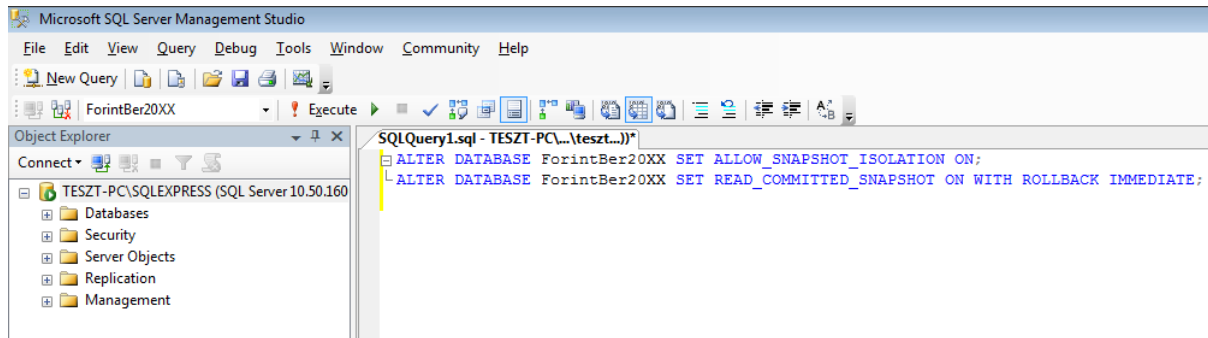 Microsoft SQL Server Management Studio
File Edit View Query Debug Tools Window Community Help
New Query
ForintBer20XX Execute
Object Explorer
SQLQuery1.sql - TESZT-PC\...\teszt...))*
Connect
ALTER DATABASE ForintBer20XX SET ALLOW_SNAPSHOT_ISOLATION ON;
ALTER DATABASE ForintBer20XX SET READ_COMMITTED_SNAPSHOT ON WITH ROLLBACK IMMEDIATE;
TESZT-PC\SQLEXPRESS (SQL Server 10.50.160
Databases
Security
Server Objects
Replication
Management